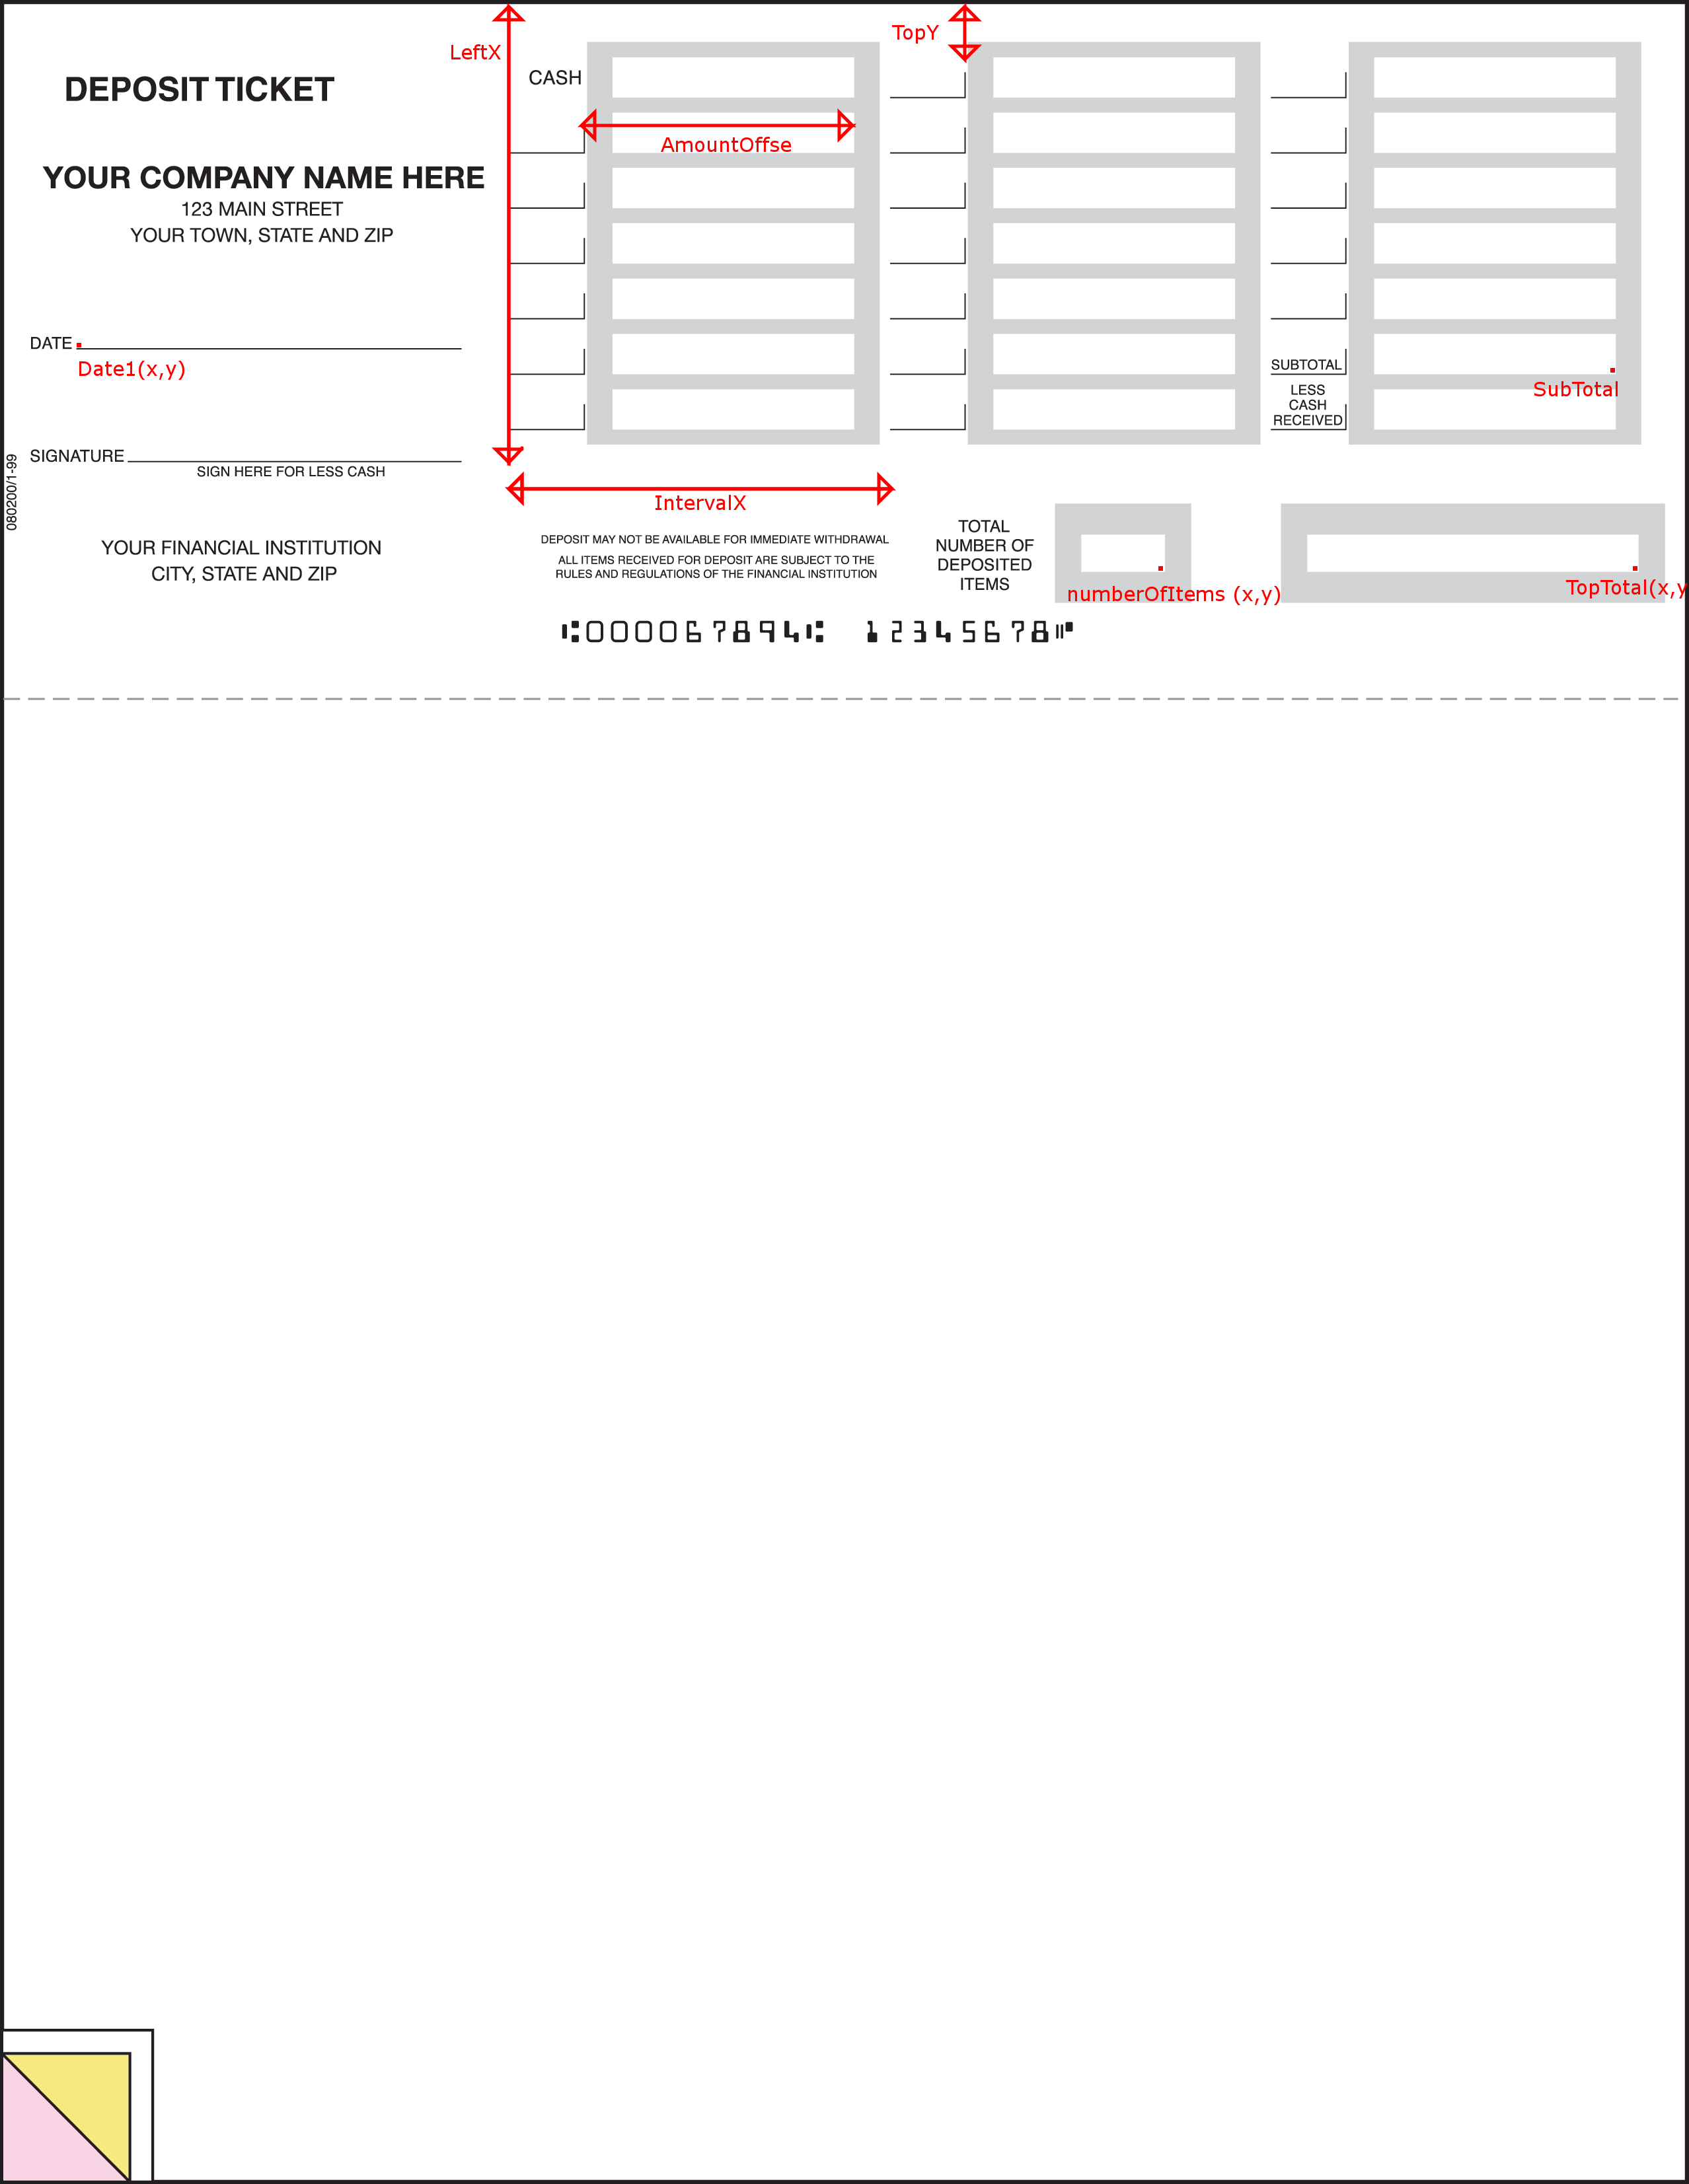 LeftX
TopY
CASH
DEPOSIT TICKET
AmountOffse
YOUR COMPANY NAME HERE
123 MAIN STREET
YOUR TOWN, STATE AND ZIP
DATE
Date1(x,y)
SUBTOTAL
SubTotal
LESS
CASH
RECEIVED
SIGNATURE
SIGN HERE FOR LESS CASH
080200/1-99
IntervalX
YOUR FINANCIAL INSTITUTION
CITY, STATE AND ZIP
DEPOSIT MAY NOT BE AVAILABLE FOR IMMEDIATE WITHDRAWAL
ALL ITEMS RECEIVED FOR DEPOSIT ARE SUBJECT TO THE
RULES AND REGULATIONS OF THE FINANCIAL INSTITUTION
TOTAL
NUMBER OF
DEPOSITED
ITEMS
numberOfItems (x,y)
TopTotal(x,y
⑆000067894⑆ 12345678⑈